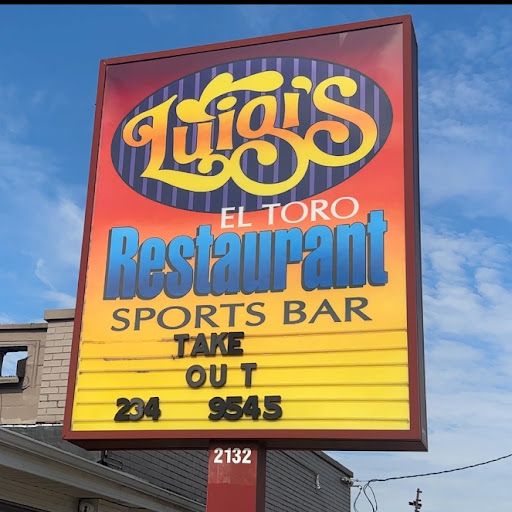 Luigi's
EL TORO
Restaurant
SPORTS BAR
TAKE
OUT
234 9545
2132